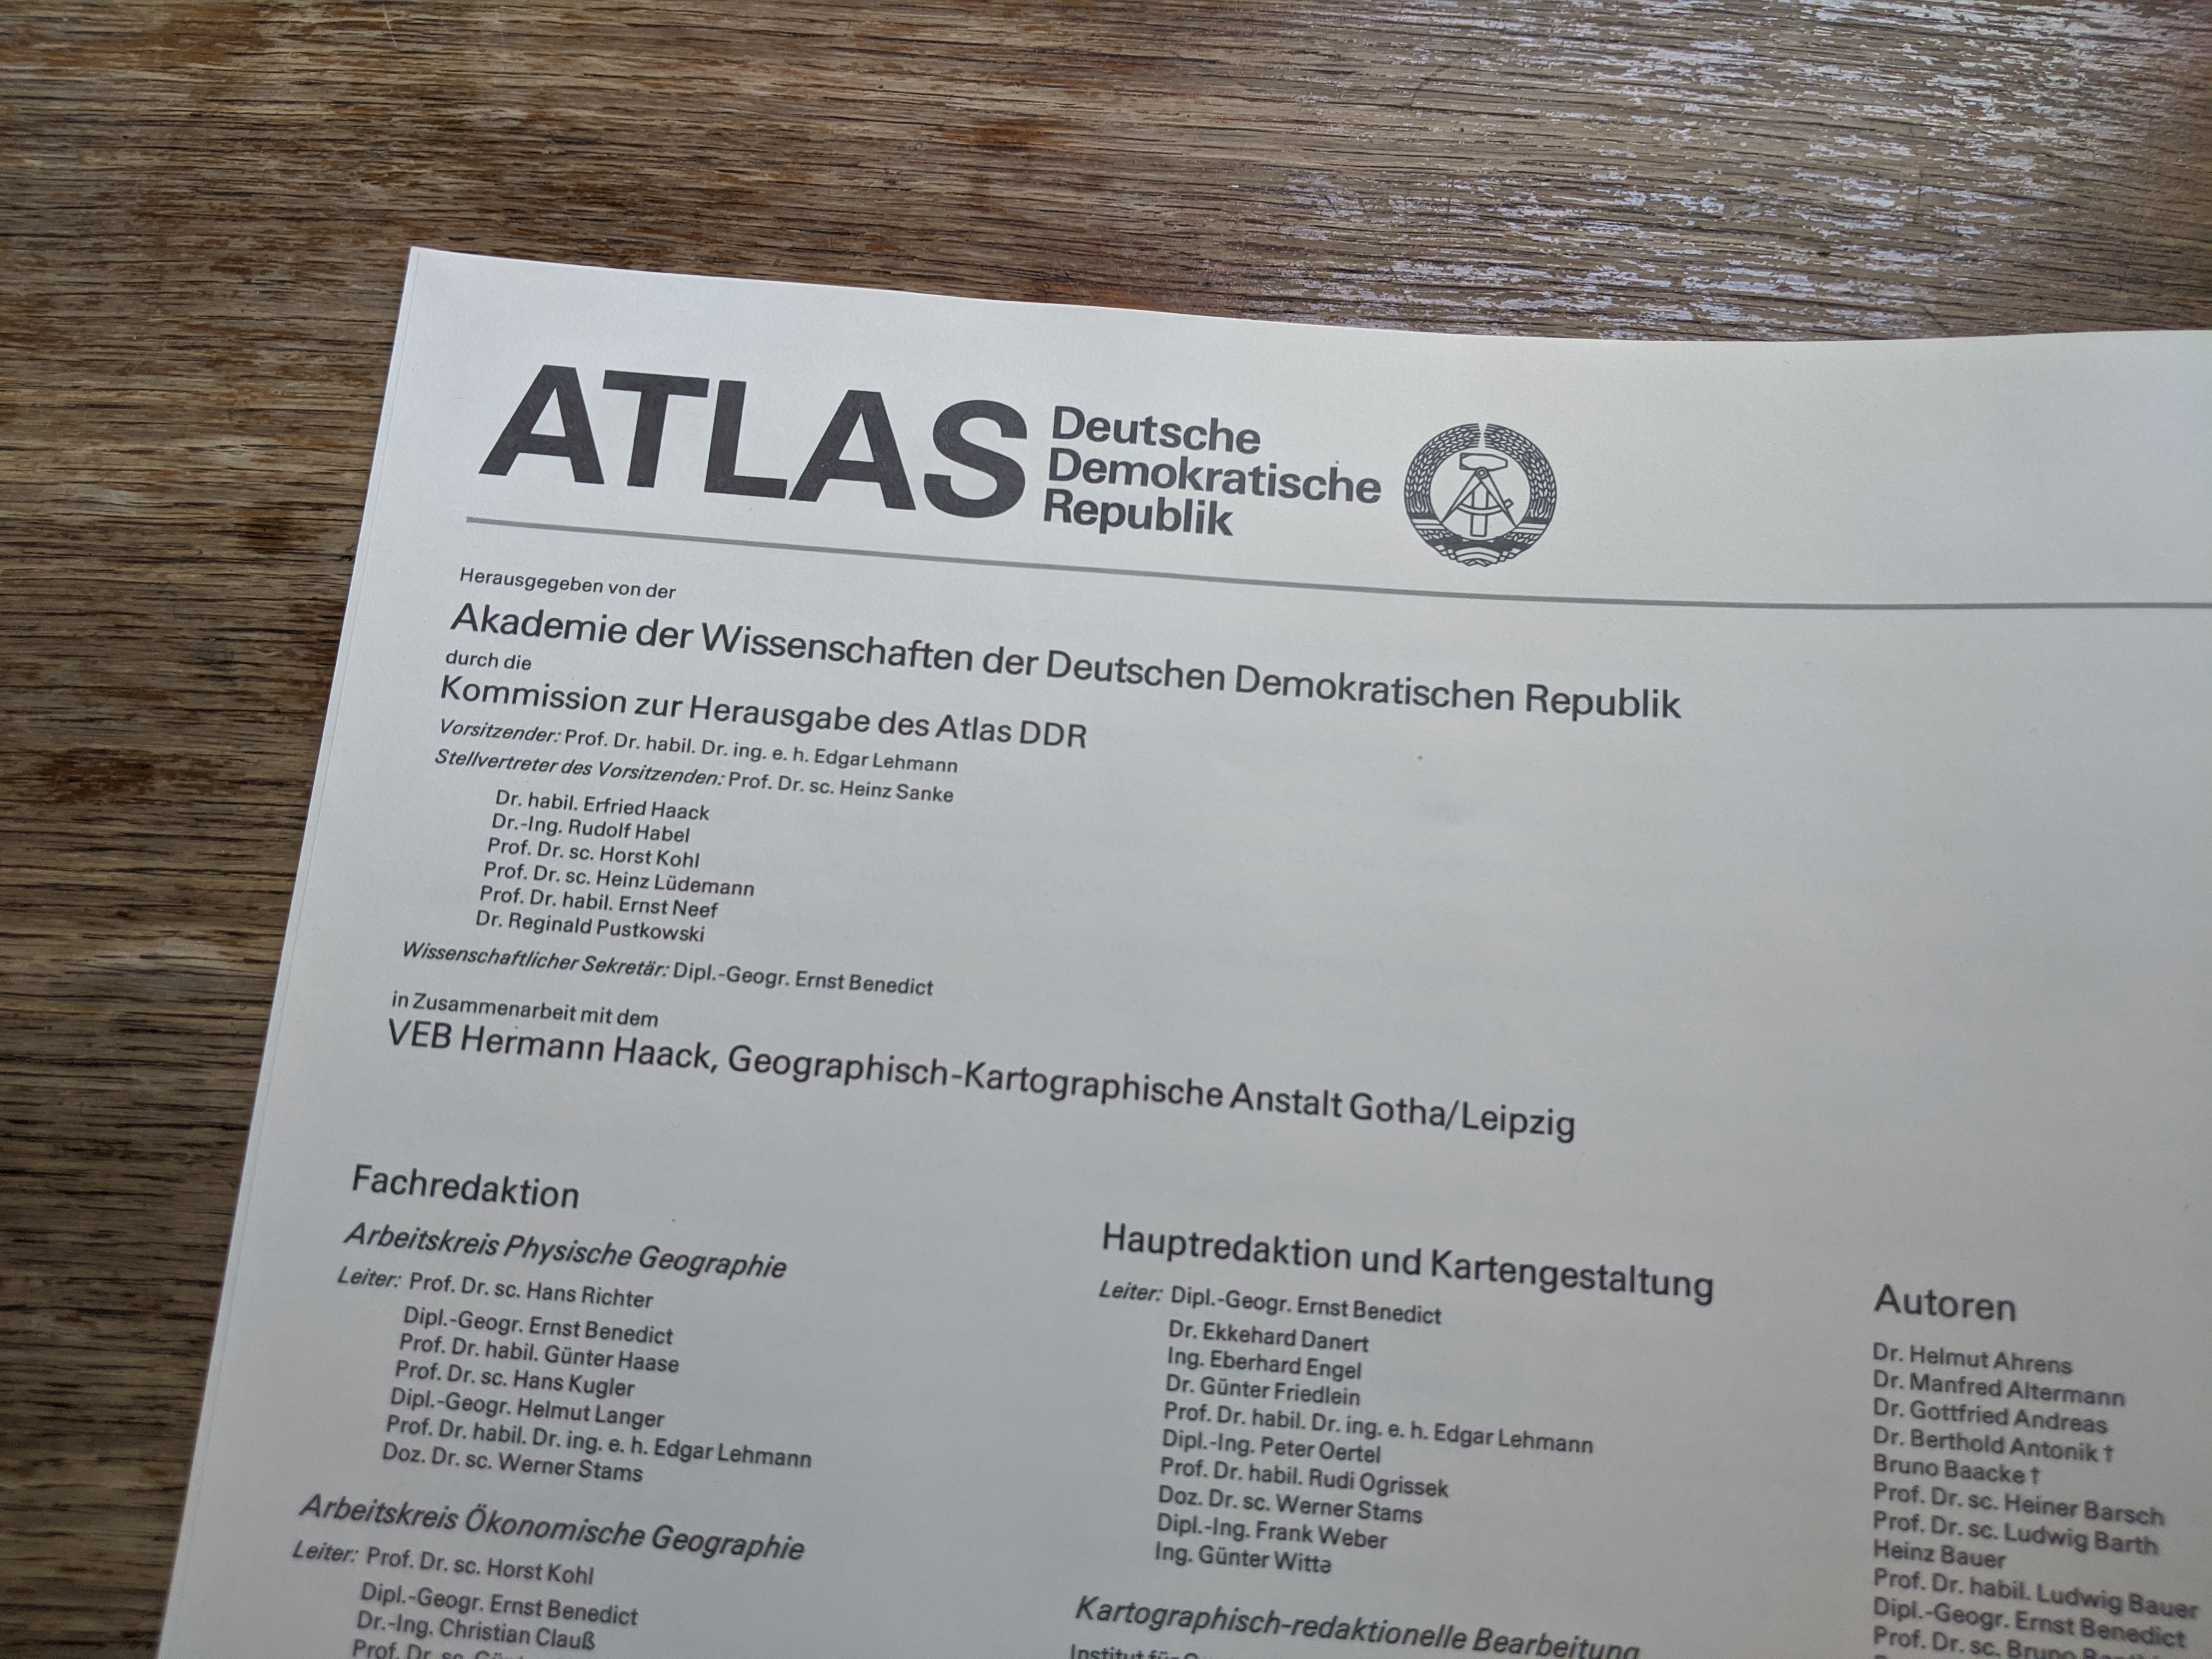 ATLAS
Deutsche
Demokratische
Republik
Herausgegeben von der
Akademie der Wissenschaften der Deutschen Demokratischen Republik
durch die
Kommission zur Herausgabe des Atlas DDR
Vorsitzender: Prof. Dr. habil. Dr. ing. e. h. Edgar Lehmann
Stellvertreter des Vorsitzenden: Prof. Dr. sc. Heinz Sanke
Dr. habil. Erfried Haack
Dr.-Ing. Rudolf Habel
Prof. Dr. sc. Horst Kohl
Prof. Dr. sc. Heinz Lüdemann
Prof. Dr. habil. Ernst Neef
Dr. Reginald Pustkowski
Wissenschaftlicher Sekretär: Dipl.-Geogr. Ernst Benedict
in Zusammenarbeit mit dem
VEB Hermann Haack, Geographisch-Kartographische Anstalt Gotha/Leipzig
Fachredaktion
Arbeitskreis Physische Geographie
Leiter: Prof. Dr. sc. Hans Richter
Dipl.-Geogr. Ernst Benedict
Prof. Dr. habil. Günter Haase
Prof. Dr. sc. Hans Kugler
Dipl.-Geogr. Helmut Langer
Prof. Dr. habil. Dr. ing. e. h. Edgar Lehmann
Doz. Dr. sc. Werner Stams
Arbeitskreis Ökonomische Geographie
Leiter: Prof. Dr. sc. Horst Kohl
Dipl.-Geogr. Ernst Benedict
Dr.-Ing. Christian Clauß
Prof. Dr. sc.
Hauptredaktion und Kartengestaltung
Leiter: Dipl.-Geogr. Ernst Benedict
Dr. Ekkehard Danert
Ing. Eberhard Engel
Dr. Günter Friedlein
Prof. Dr. habil. Dr. ing. e. h. Edgar Lehmann
Dipl.-Ing. Peter Oertel
Prof. Dr. habil. Rudi Ogrissek
Doz. Dr. sc. Werner Stams
Dipl.-Ing. Frank Weber
Ing. Günter Witta
Kartographisch-redaktionelle Bearbeitung
Institut für
Autoren
Dr. Helmut Ahrens
Dr. Manfred Altermann
Dr. Gottfried Andreas
Dr. Berthold Antonik †
Bruno Baacke †
Prof. Dr. sc. Heiner Barsch
Prof. Dr. sc. Ludwig Barth
Heinz Bauer
Prof. Dr. habil. Ludwig Bauer
Dipl.-Geogr. Ernst Benedict
Prof. Dr. sc. Bruno